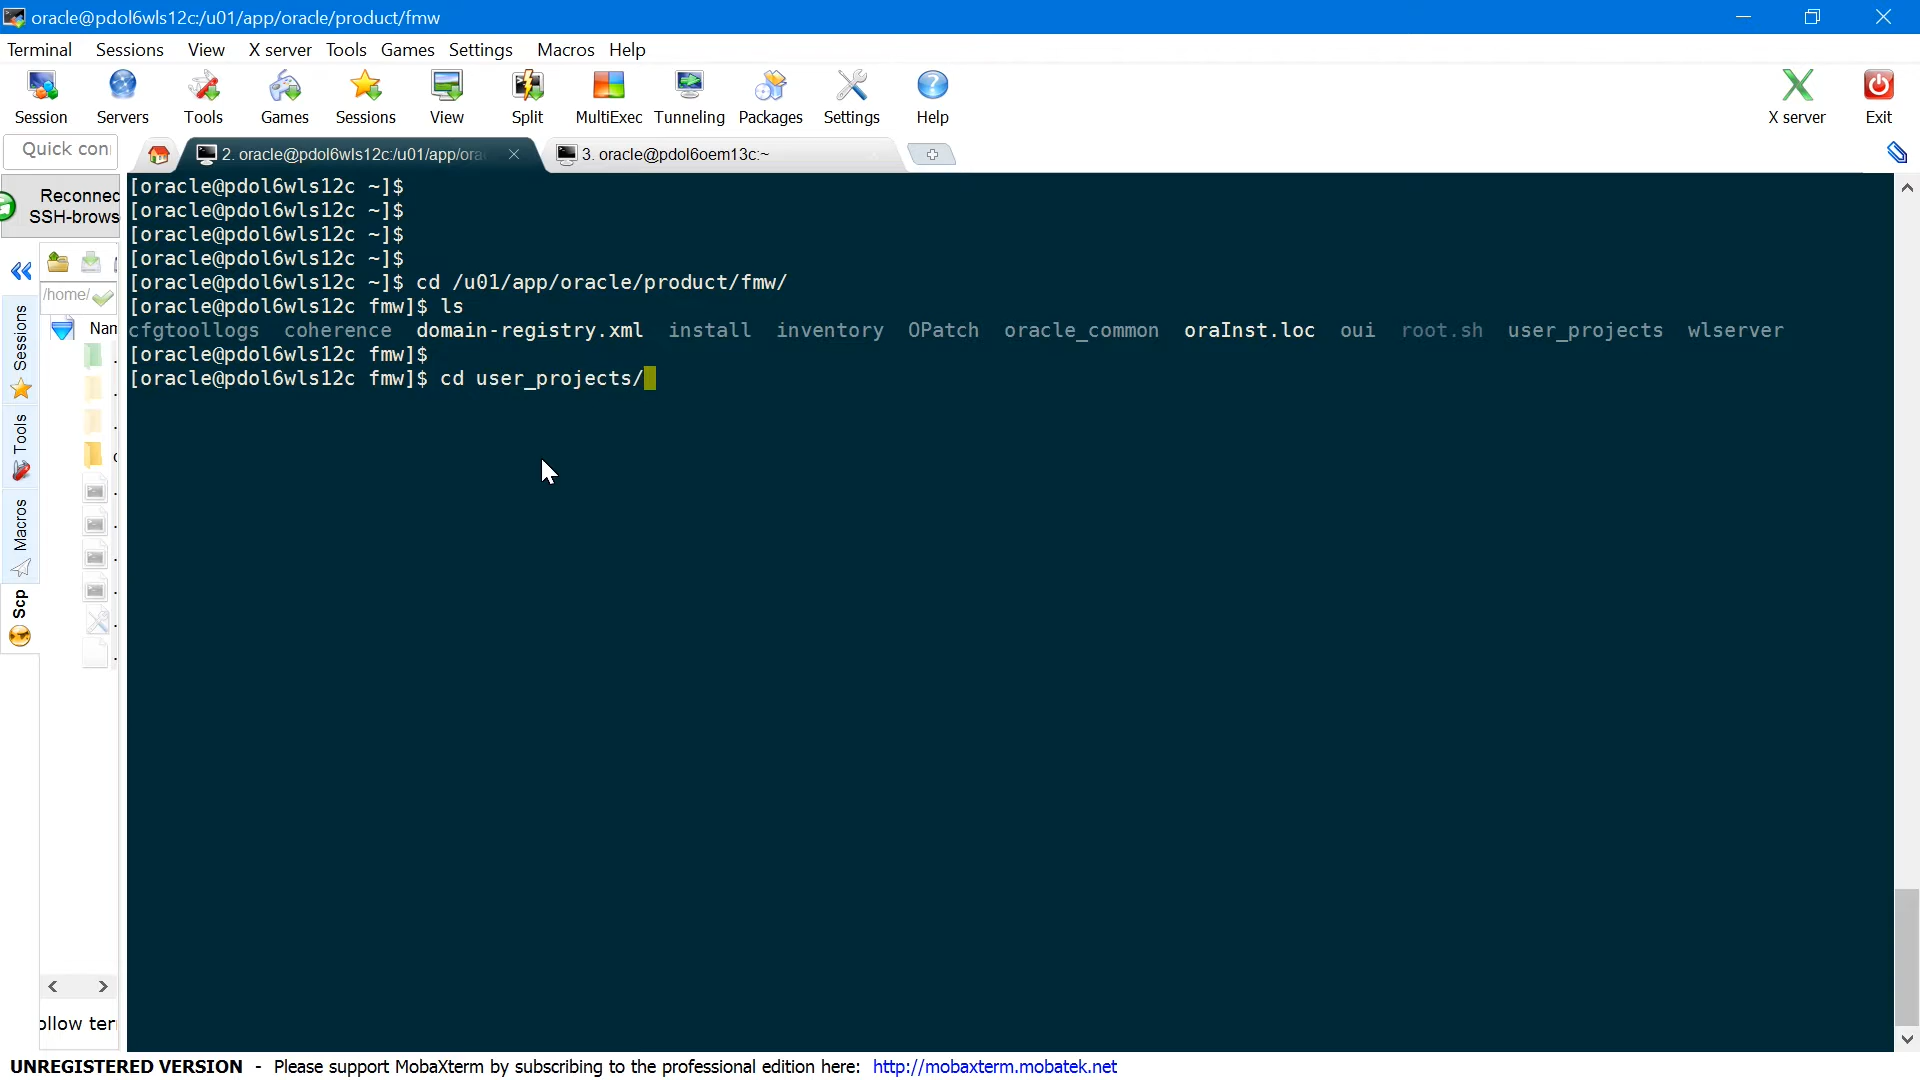 oracle@pdol6wls12c:/u01/app/oracle/product/fmw
Terminal Sessions View X server Tools Games Settings Macros Help
Session Servers Tools Games Sessions View Split MultiExec Tunneling Packages Settings Help X server Exit
Quick con
2. oracle@pdol6wls12c:/u01/app/ora
3. oracle@pdol6oem13c:~
Reconnec
SSH-brows
/home/
Nam
Sessions
Tools
Macros
Scp
[oracle@pdol6wls12c ~]$
[oracle@pdol6wls12c ~]$
[oracle@pdol6wls12c ~]$
[oracle@pdol6wls12c ~]$
[oracle@pdol6wls12c ~]$ cd /u01/app/oracle/product/fmw/
[oracle@pdol6wls12c fmw]$ ls
cfgtoollogs coherence domain-registry.xml install inventory OPatch oracle_common oraInst.loc oui root.sh user_projects wlserver
[oracle@pdol6wls12c fmw]$
[oracle@pdol6wls12c fmw]$ cd user_projects/
ollow ter
UNREGISTERED VERSION - Please support MobaXterm by subscribing to the professional edition here: http://mobaxterm.mobatek.net